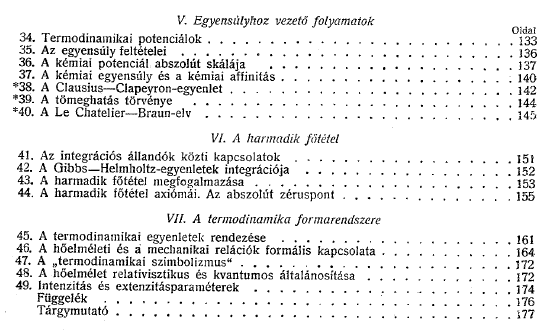 V. Egyensúlyhoz vezető folyamatok
Oldal
34. Termodinamikai potenciálok . . . . . . . . . . . . . . . . 133
35. Az egyensúly feltételei . . . . . . . . . . . . . . . . 136
36. A kémiai potenciál abszolút skálája . . . . . . . . . . . . . . . . 137
37. A kémiai egyensúly és a kémiai affinitás . . . . . . . . . . . . . . . . 140
*38. A Clausius—Clapeyron-egyenlet . . . . . . . . . . . . . . . . 142
*39. A tömeghatás törvénye . . . . . . . . . . . . . . . . 144
*40. A Le Chatelier—Braun-elv . . . . . . . . . . . . . . . . 145
VI. A harmadik főtétel
41. Az integrációs állandók közti kapcsolatok . . . . . . . . . . . . . . . . 151
42. A Gibbs—Helmholtz-egyenletek integrációja . . . . . . . . . . . . . . . . 152
43. A harmadik főtétel megfogalmazása . . . . . . . . . . . . . . . . 153
44. A harmadik főtétel axiómái. Az abszolút zéruspont . . . . . . . . . . . . . . . . 155
VII. A termodinamika formarendszere
45. A termodinamikai egyenletek rendezése . . . . . . . . . . . . . . . . 161
46. A hőelméleti és a mechanikai relációk formális kapcsolata . . . . . . . . . . . . 164
47. A „termodinamikai szimbolizmus" . . . . . . . . . . . . . . . . 172
48. A hőelmélet relativisztikus és kvantumos általánosítása . . . . . . . . . . . . 172
49. Intenzitás és extenzitásparaméterek . . . . . . . . . . . . . . . . 174
Függelék . . . . . . . . . . . . . . . . 176
Tárgymutató . . . . . . . . . . . . . . . . 177